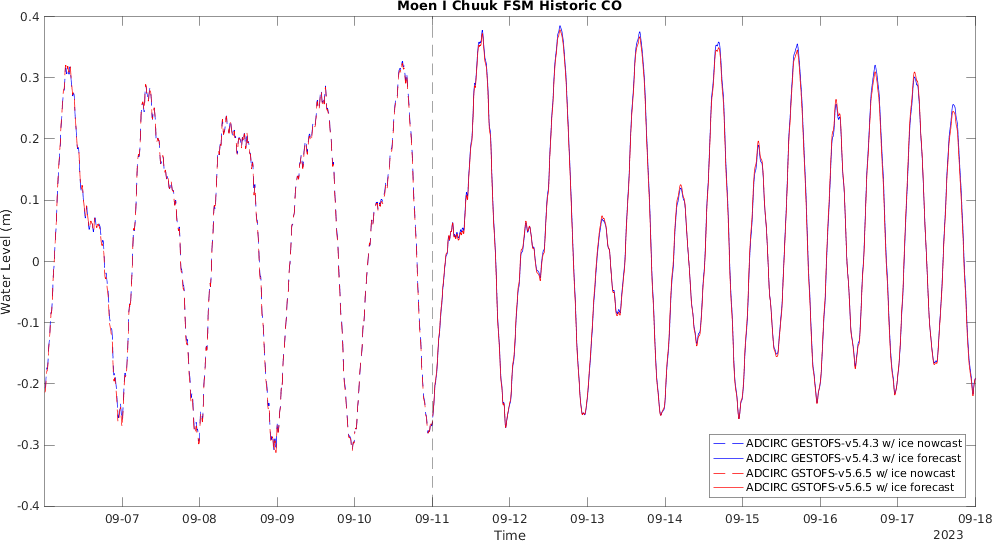 Moen I Chuuk FSM Historic CO
0.4
0.3
0.2
0.1
0
-0.1
-0.2
-0.3
-0.4
Water Level (m)
09-07 09-08 09-09 09-10 09-11 09-12 09-13 09-14 09-15 09-16 09-17 09-18
Time
2023
ADCIRC GESTOFS-v5.4.3 w/ ice nowcast
ADCIRC GESTOFS-v5.4.3 w/ ice forecast
ADCIRC GSTOFS-v5.6.5 w/ ice nowcast
ADCIRC GSTOFS-v5.6.5 w/ ice forecast